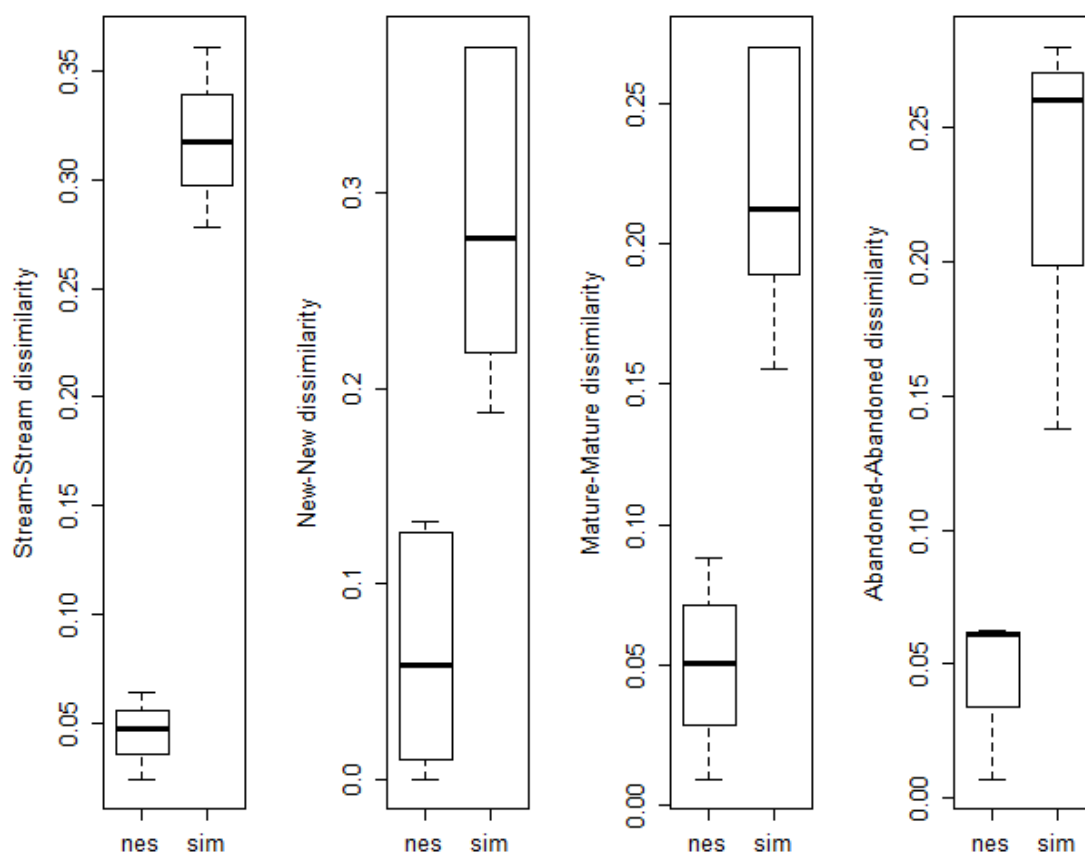 Stream-Stream dissimilarity
0.35
0.30
0.25
0.20
0.15
0.10
0.05
nes sim
New-New dissimilarity
0.3
0.2
0.1
0.0
nes sim
Mature-Mature dissimilarity
0.25
0.20
0.15
0.10
0.05
0.00
nes sim
Abandoned-Abandoned dissimilarity
0.25
0.20
0.15
0.10
0.05
0.00
nes sim